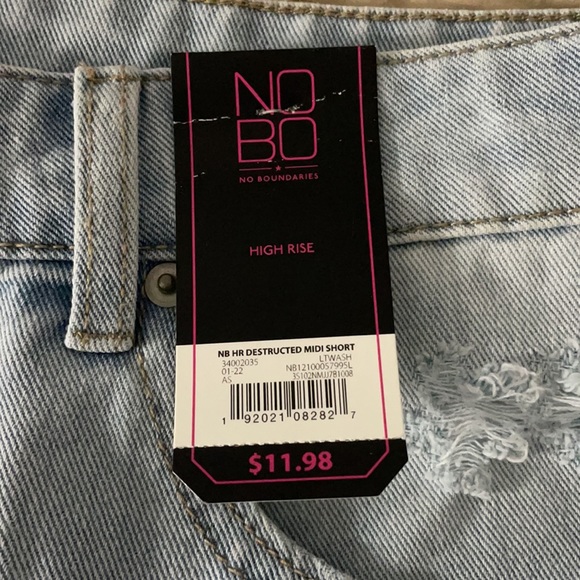 NO
BO
NO BOUNDARIES
HIGH RISE
NB HR DESTRUCTED MIDI SHORT
34002035 LTWASH
01-22 NB12100057995L
AS 35102NMJJ7B1008
1 92021 08282 7
$11.98